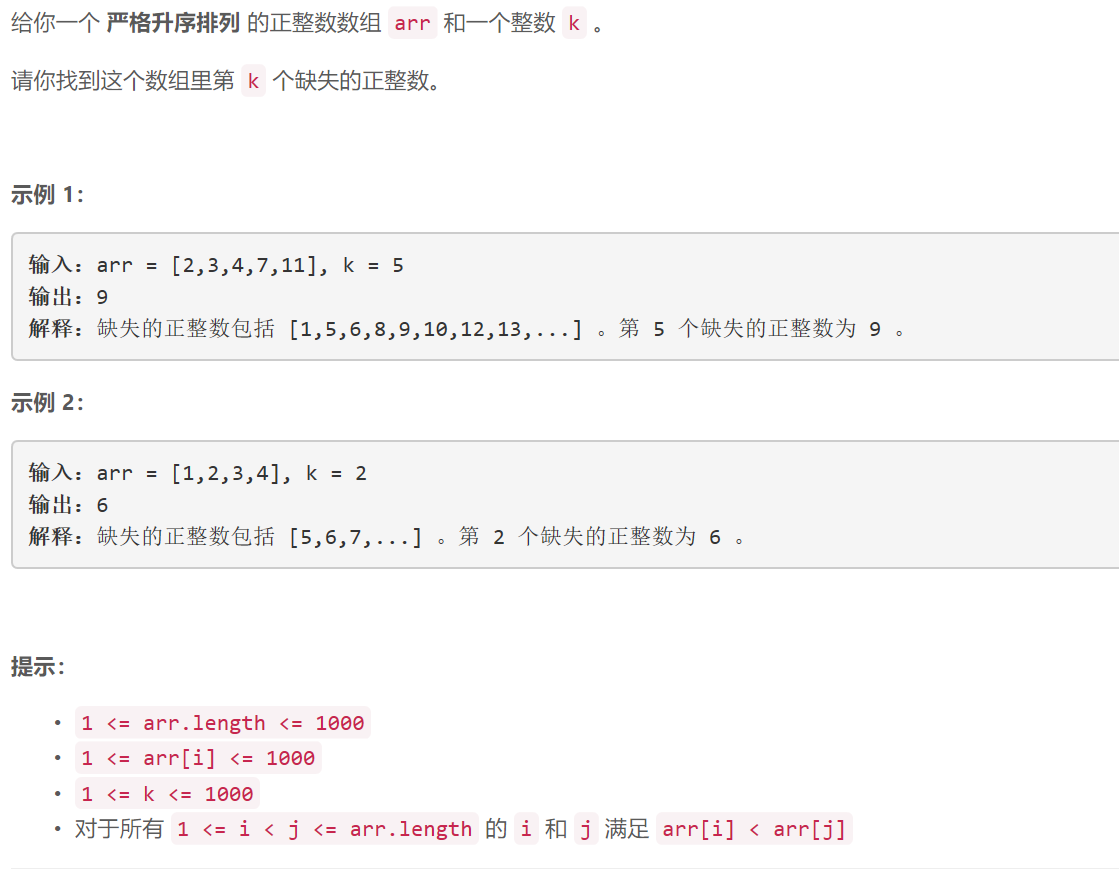 给你一个 严格升序排列 的正整数数组 arr 和一个整数 k 。
请你找到这个数组里第 k 个缺失的正整数。
示例 1：
输入：arr = [2,3,4,7,11], k = 5
输出：9
解释：缺失的正整数包括 [1,5,6,8,9,10,12,13,...] 。第 5 个缺失的正整数为 9 。
示例 2：
输入：arr = [1,2,3,4], k = 2
输出：6
解释：缺失的正整数包括 [5,6,7,...] 。第 2 个缺失的正整数为 6 。
提示：
• 1 <= arr.length <= 1000
• 1 <= arr[i] <= 1000
• 1 <= k <= 1000
• 对于所有 1 <= i < j <= arr.length 的 i 和 j 满足 arr[i] < arr[j]